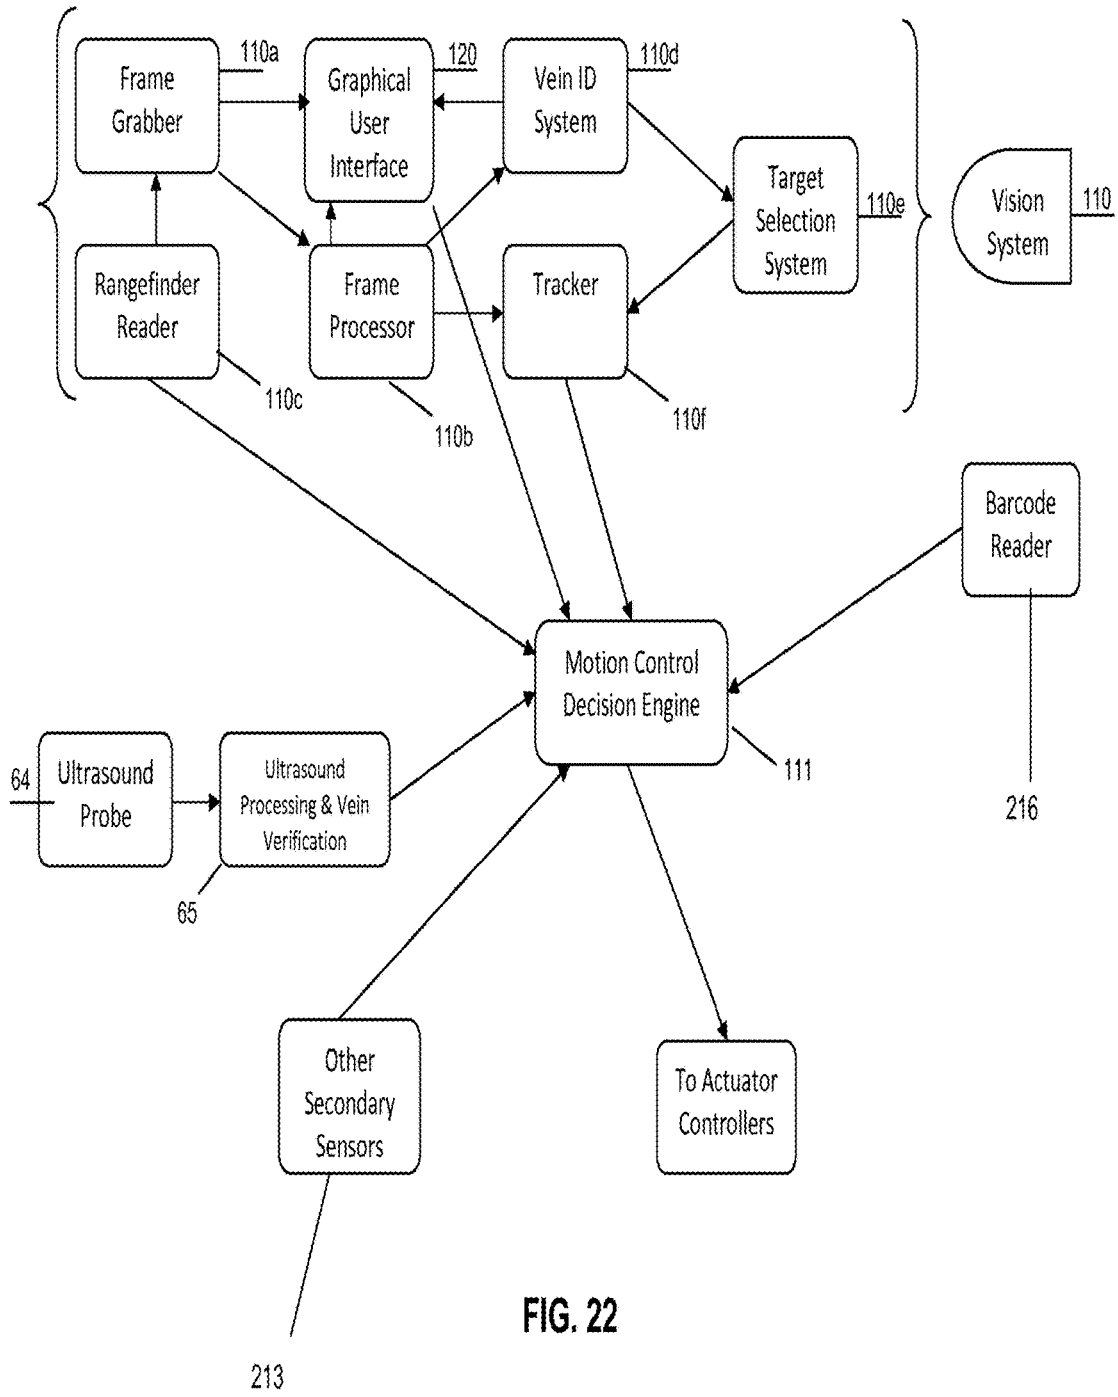 110a
Frame
Grabber
120
Graphical
User
Interface
110d
Vein ID
System
Target
Selection
System
110e
Vision
System
110
Rangefinder
Reader
110c
Frame
Processor
110b
Tracker
110f
Barcode
Reader
216
Motion Control
Decision Engine
111
64
Ultrasound
Probe
Ultrasound
Processing & Vein
Verification
65
Other
Secondary
Sensors
213
To Actuator
Controllers
FIG. 22